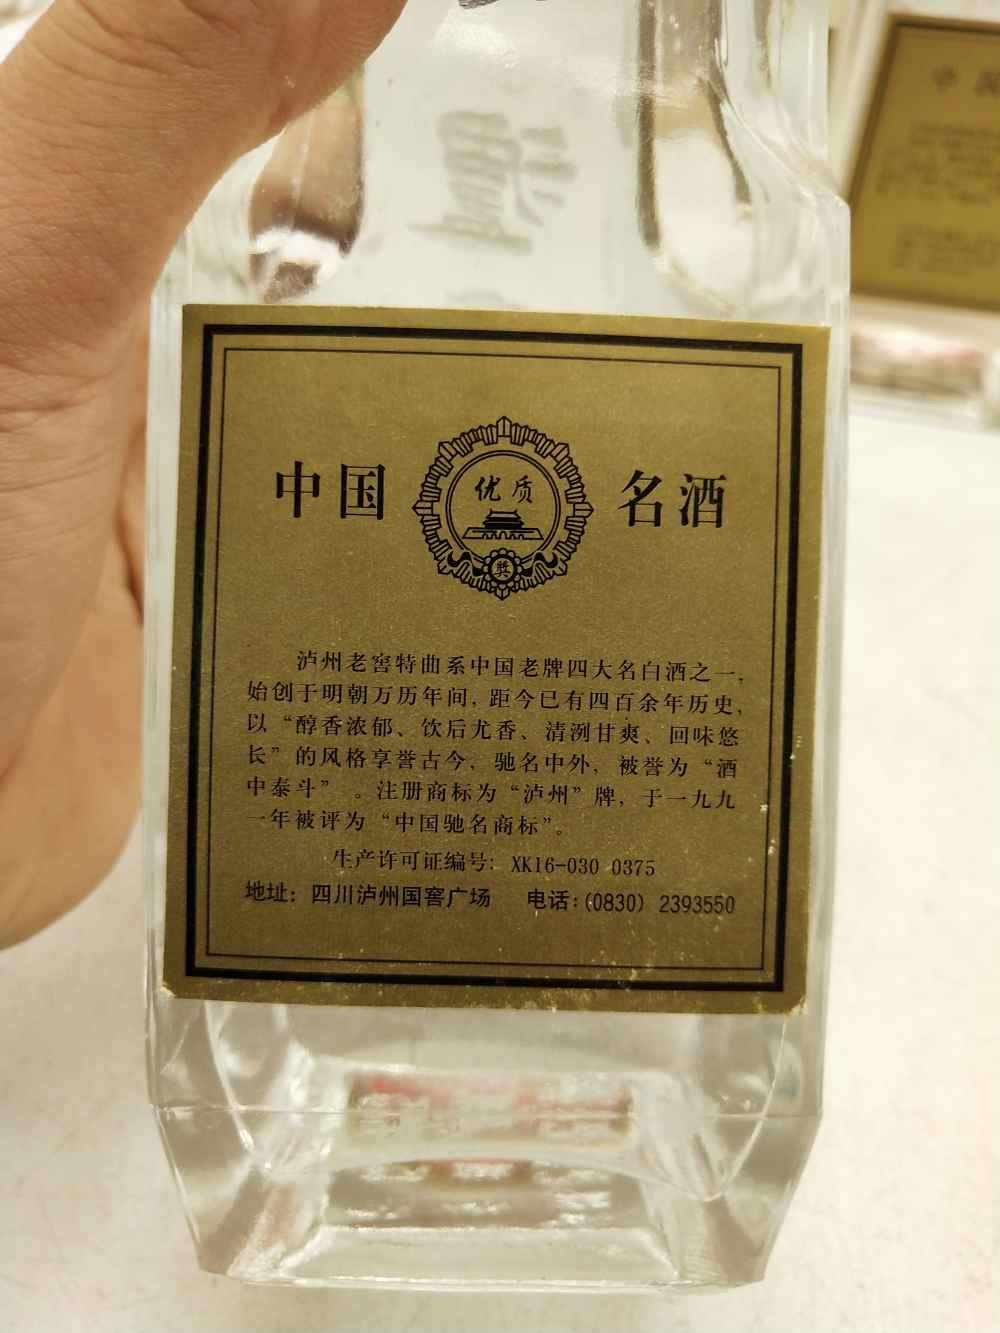 中国 优质 奖 名酒
泸州老窖特曲系中国老牌四大名白酒之一，
始创于明朝万历年间，距今已有四百余年历史，
以“醇香浓郁、饮后尤香、清洌甘爽、回味悠
长”的风格享誉古今，驰名中外，被誉为“酒
中泰斗”。注册商标为“泸州”牌，于一九九
一年被评为“中国驰名商标”。
生产许可证编号：XK16-030 0375
地址：四川泸州国窖广场 电话：(0830) 2393550